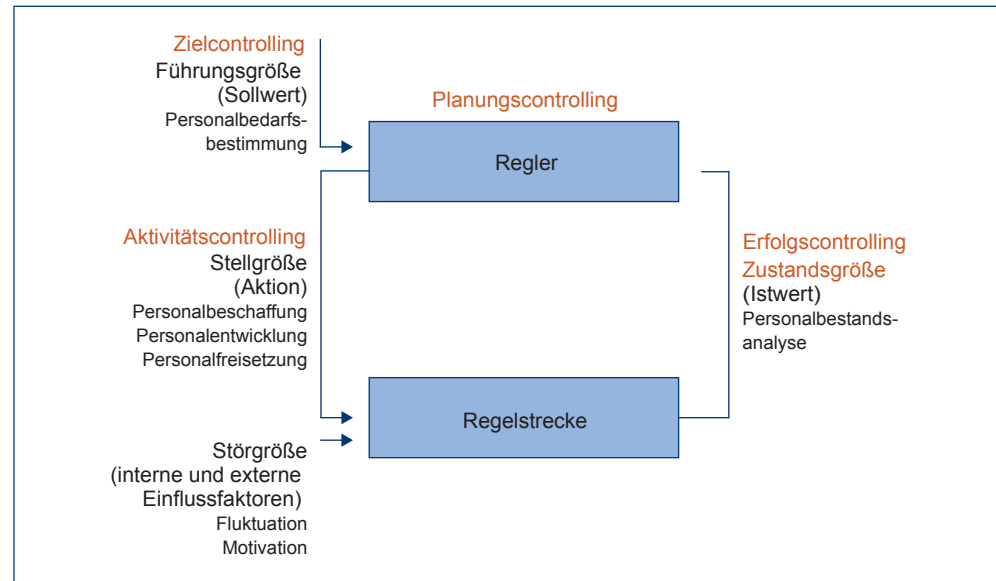 Zielcontrolling
Führungsgröße
(Sollwert)
Personalbedarfs-
bestimmung
Planungscontrolling
Regler
Aktivitätscontrolling
Stellgröße
(Aktion)
Personalbeschaffung
Personalentwicklung
Personalfreisetzung
Erfolgscontrolling
Zustandsgröße
(Istwert)
Personalbestands-
analyse
Regelstrecke
Störgröße
(interne und externe
Einflussfaktoren)
Fluktuation
Motivation